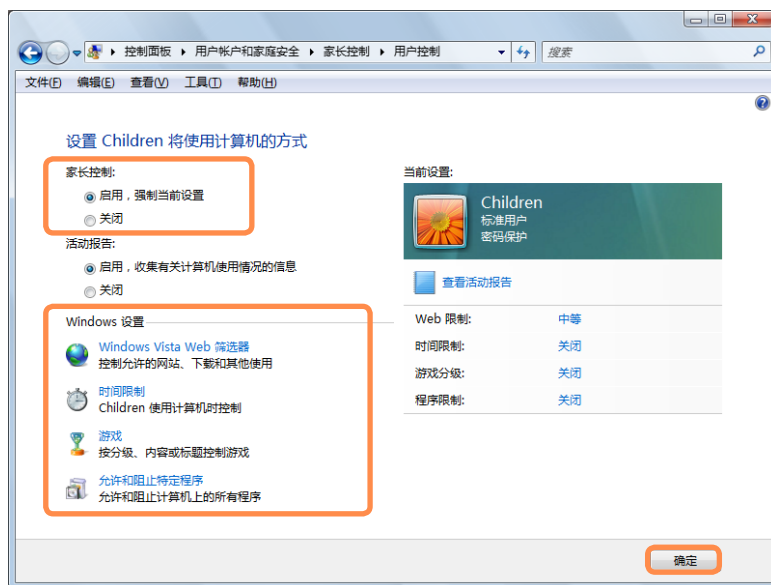 控制面板 用户帐户和家庭安全 家长控制 用户控制 搜索
文件(F) 编辑(E) 查看(V) 工具(T) 帮助(H)
设置 Children 将使用计算机的方式
家长控制:
启用，强制当前设置
关闭
活动报告:
启用，收集有关计算机使用情况的信息
关闭
Windows 设置
Windows Vista Web 筛选器
控制允许的网站、下载和其他使用
时间限制
Children 使用计算机时控制
游戏
按分级、内容或标题控制游戏
允许和阻止特定程序
允许和阻止计算机上的所有程序
当前设置:
Children
标准用户
密码保护
查看活动报告
Web 限制: 中等
时间限制: 关闭
游戏分级: 关闭
程序限制: 关闭
确定